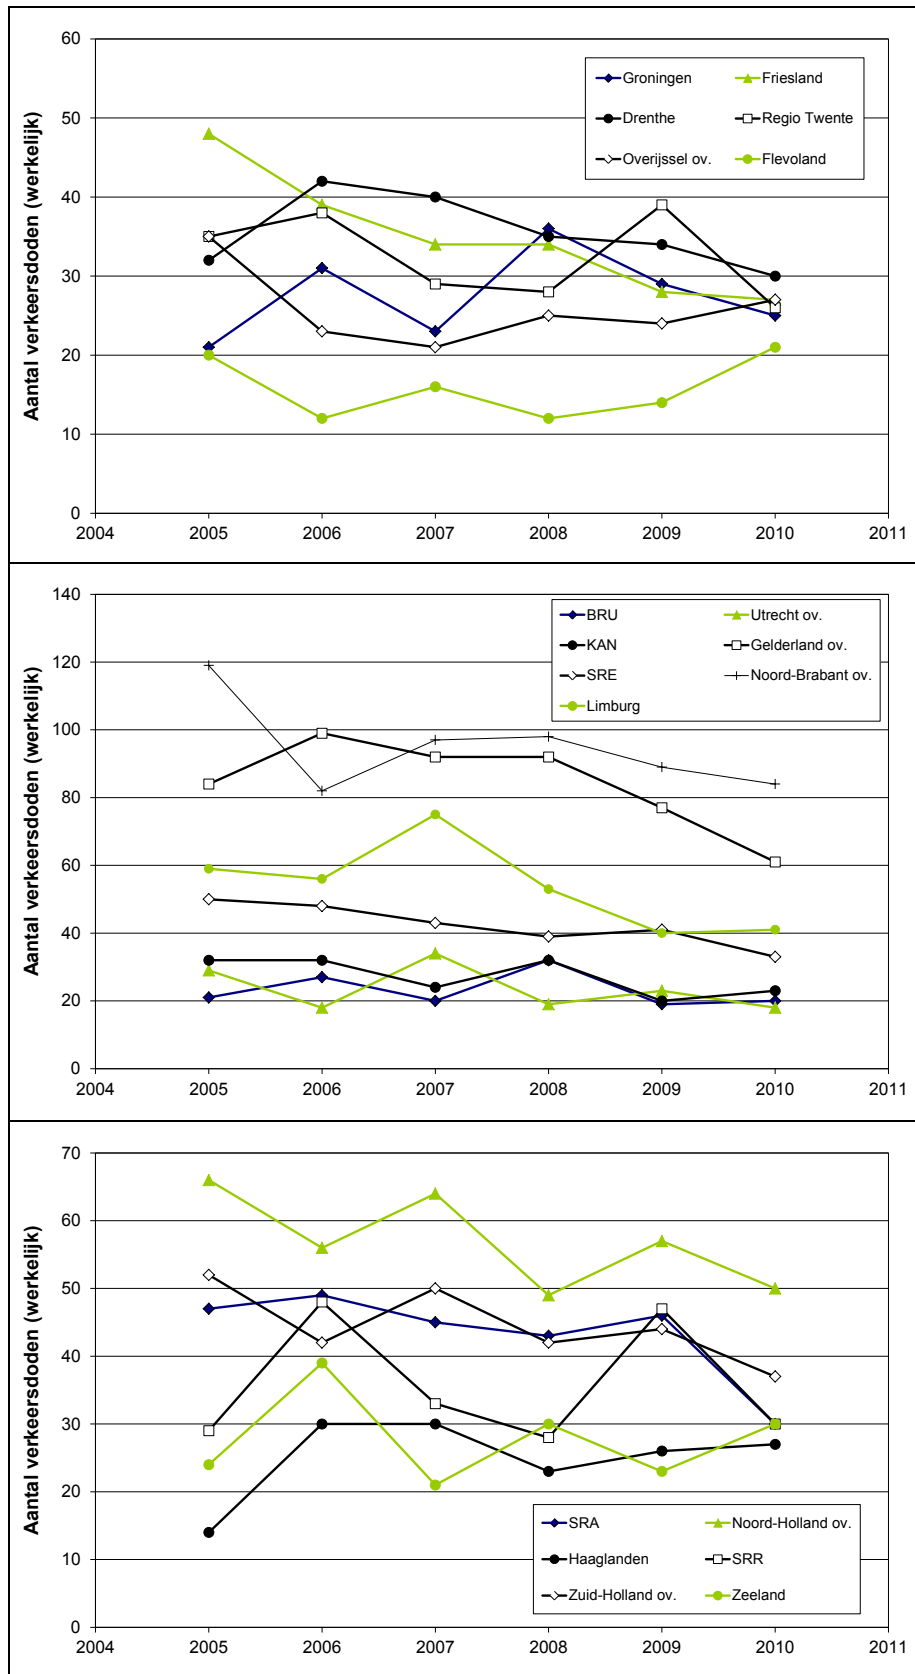 60
50
40
30
20
10
0
Aantal verkeersdoden (werkelijk)
Groningen Friesland
Drenthe Regio Twente
Overijssel ov. Flevoland
2004 2005 2006 2007 2008 2009 2010 2011
140
120
100
80
60
40
20
0
Aantal verkeersdoden (werkelijk)
BRU Utrecht ov.
KAN Gelderland ov.
SRE Noord-Brabant ov.
Limburg
2004 2005 2006 2007 2008 2009 2010 2011
70
60
50
40
30
20
10
0
Aantal verkeersdoden (werkelijk)
SRA Noord-Holland ov.
Haaglanden SRR
Zuid-Holland ov. Zeeland
2004 2005 2006 2007 2008 2009 2010 2011